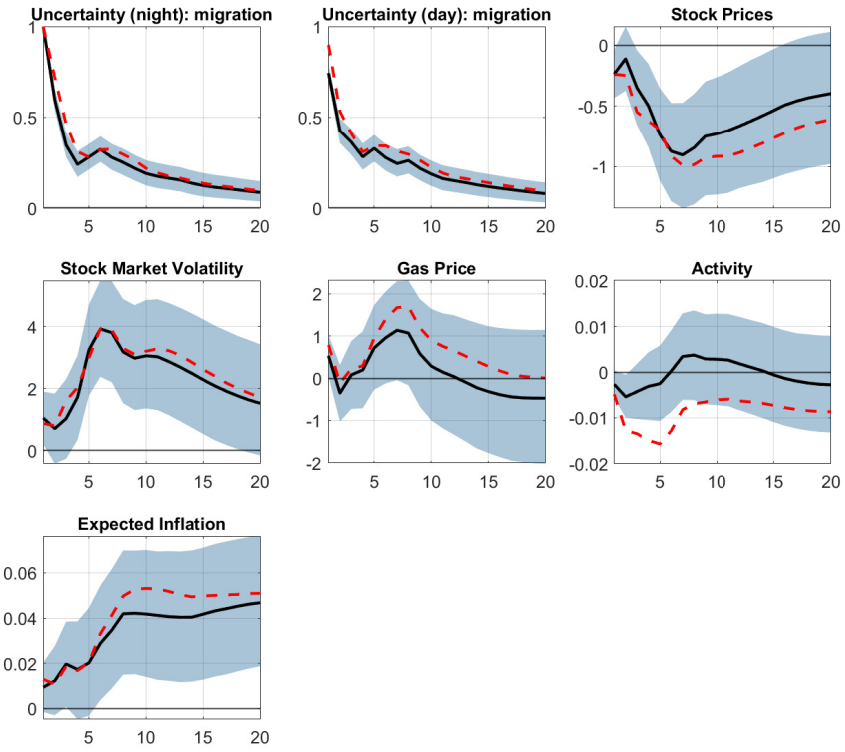 Uncertainty (night): migration
1
0.5
0
5 10 15 20
Uncertainty (day): migration
1
0.5
0
5 10 15 20
Stock Prices
0
-0.5
-1
5 10 15 20
Stock Market Volatility
4
2
0
5 10 15 20
Gas Price
2
1
0
-1
-2
5 10 15 20
Activity
0.02
0.01
0
-0.01
-0.02
5 10 15 20
Expected Inflation
0.06
0.04
0.02
0
5 10 15 20